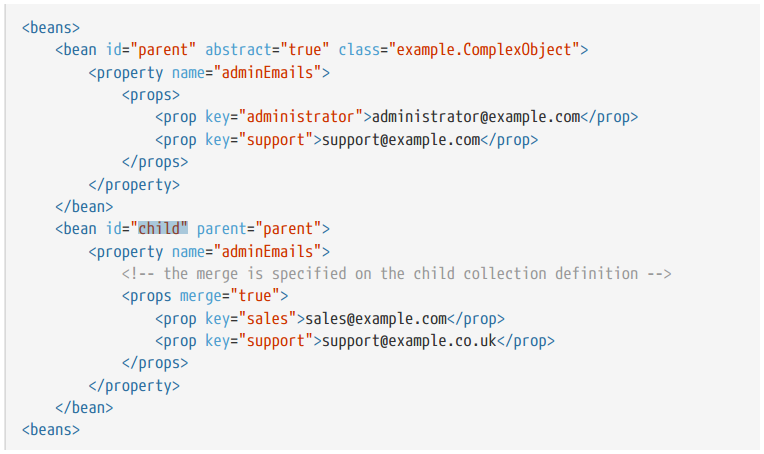 <beans>
<bean id="parent" abstract="true" class="example.ComplexObject">
<property name="adminEmails">
<props>
<prop key="administrator">administrator@example.com</prop>
<prop key="support">support@example.com</prop>
</props>
</property>
</bean>
<bean id="child" parent="parent">
<property name="adminEmails">
<!-- the merge is specified on the child collection definition -->
<props merge="true">
<prop key="sales">sales@example.com</prop>
<prop key="support">support@example.co.uk</prop>
</props>
</property>
</bean>
<beans>